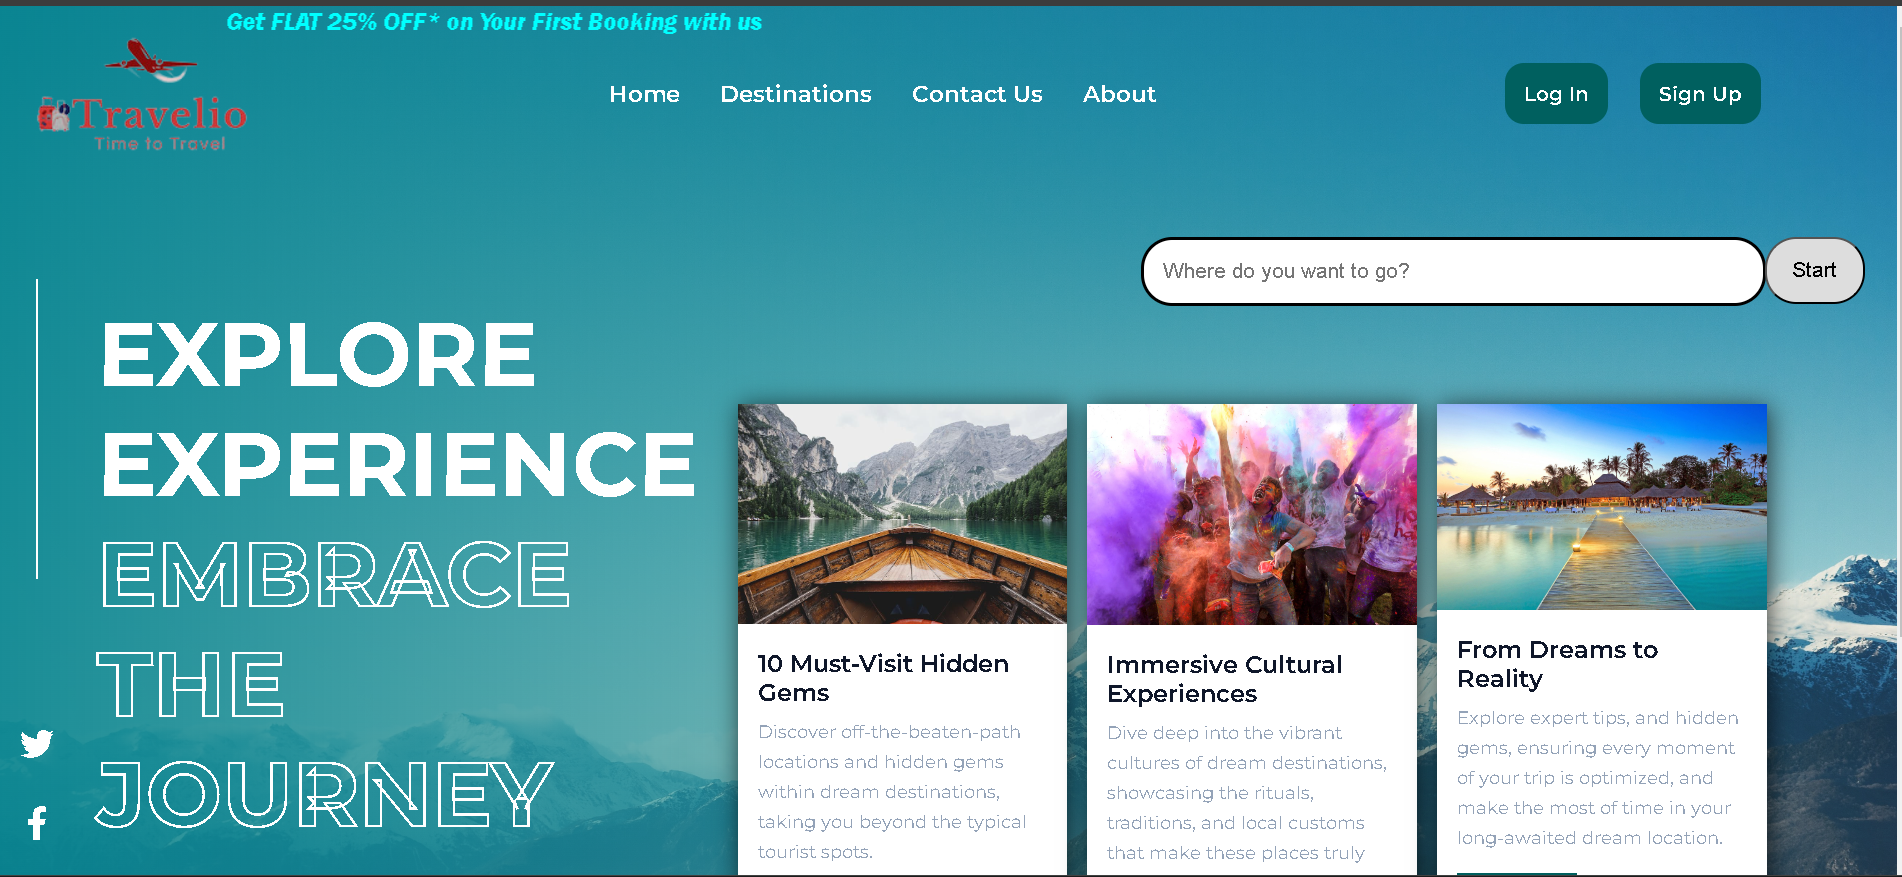 Get FLAT 25% OFF* on Your First Booking with us
Travelio
Time to Travel
Home Destinations Contact Us About
Log In Sign Up
Where do you want to go? Start
EXPLORE
EXPERIENCE
EMBRACE
THE
JOURNEY
10 Must-Visit Hidden
Gems
Discover off-the-beaten-path
locations and hidden gems
within dream destinations,
taking you beyond the typical
tourist spots.
Immersive Cultural
Experiences
Dive deep into the vibrant
cultures of dream destinations,
showcasing the rituals,
traditions, and local customs
that make these places truly
From Dreams to
Reality
Explore expert tips, and hidden
gems, ensuring every moment
of your trip is optimized, and
make the most of time in your
long-awaited dream location.